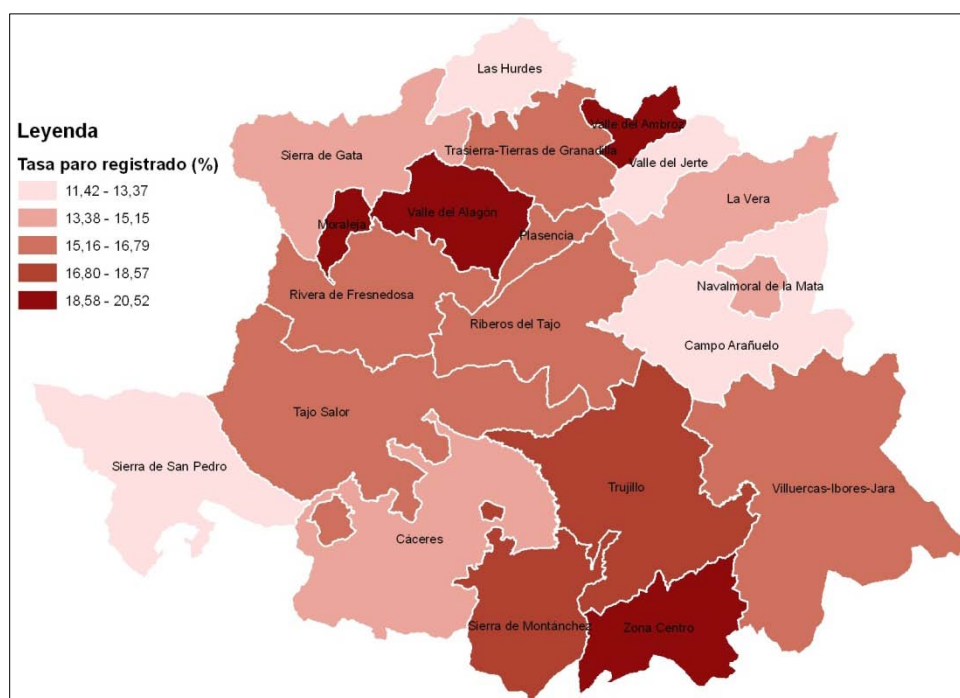 Leyenda
Tasa paro registrado (%)
11,42 - 13,37
13,38 - 15,15
15,16 - 16,79
16,80 - 18,57
18,58 - 20,52
Las Hurdes
Valle del Ambroz
Sierra de Gata
Trasierra-Tierras de Granadilla
Valle del Jerte
La Vera
Moraleja
Valle del Alagón
Plasencia
Navalmoral de la Mata
Rivera de Fresnedosa
Riberos del Tajo
Campo Arañuelo
Tajo Salor
Sierra de San Pedro
Trujillo
Villuercas-Ibores-Jara
Cáceres
Sierra de Montánchez
Zona Centro